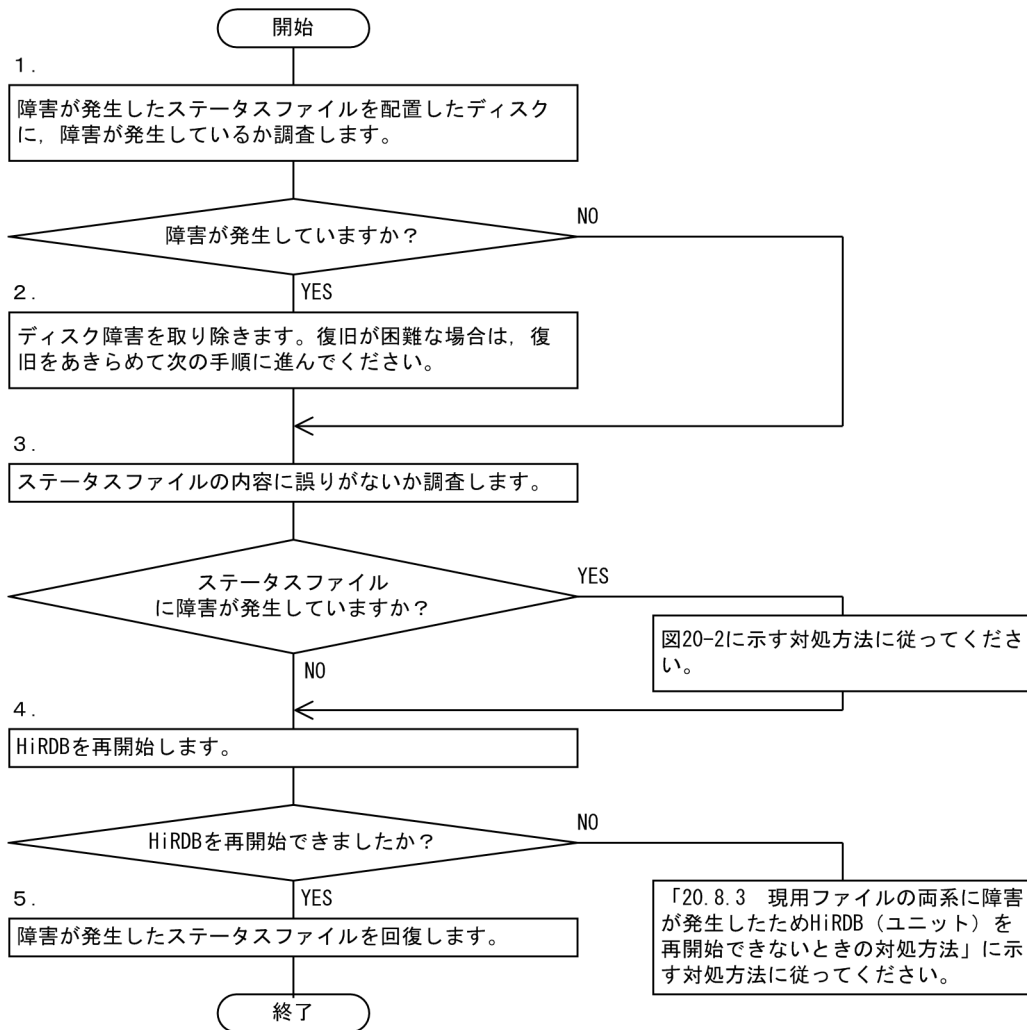 開始
1.
障害が発生したステータスファイルを配置したディスク
に，障害が発生しているか調査します。
障害が発生していますか？
NO
YES
2.
ディスク障害を取り除きます。復旧が困難な場合は，復
旧をあきらめて次の手順に進んでください。
3.
ステータスファイルの内容に誤りがないか調査します。
ステータスファイル
に障害が発生していますか？
YES
図20-2に示す対処方法に従ってくださ
い。
NO
4.
HiRDBを再開始します。
HiRDBを再開始できましたか？
NO
YES
「20.8.3　現用ファイルの両系に障害
が発生したためHiRDB（ユニット）を
再開始できないときの対処方法」に示
す対処方法に従ってください。
5.
障害が発生したステータスファイルを回復します。
終了